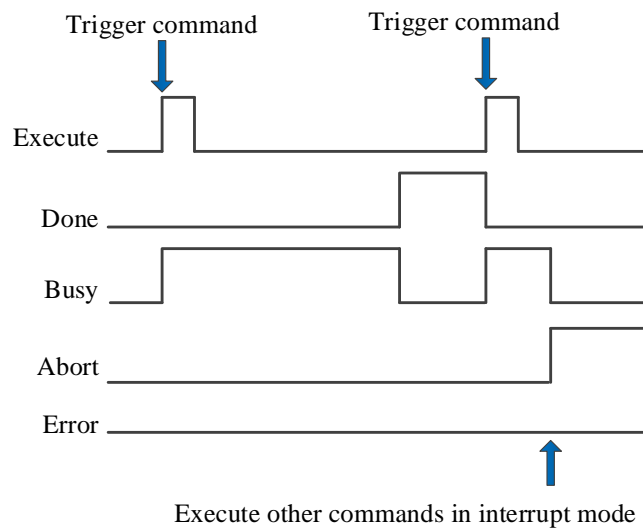 Trigger command
Trigger command
Execute
Done
Busy
Abort
Error
Execute other commands in interrupt mode